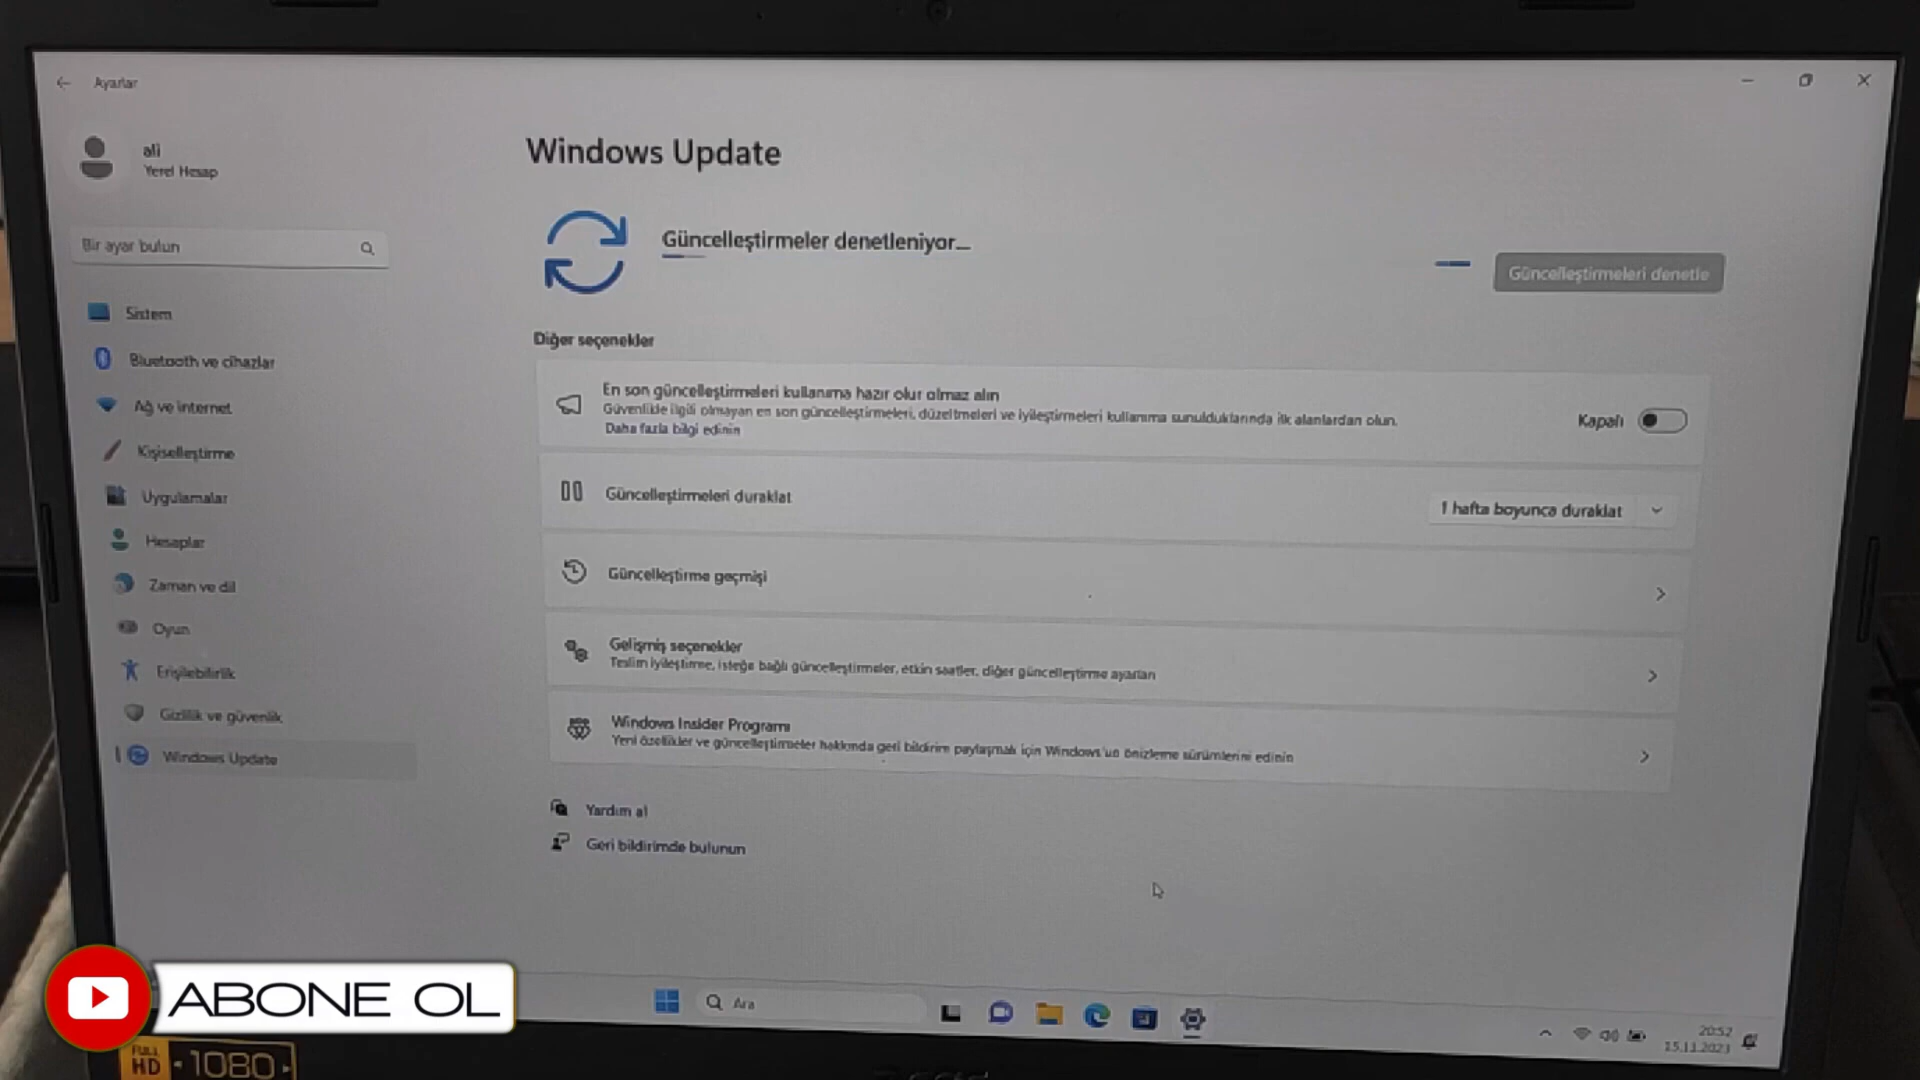 Ayarlar
ali
Yerel Hesap
Bir ayar bulun
Sistem
Bluetooth ve cihazlar
Ağ ve internet
Kişiselleştirme
Uygulamalar
Hesaplar
Zaman ve dil
Oyun
Erişilebilirlik
Gizlilik ve güvenlik
Windows Update
Windows Update
Güncelleştirmeler denetleniyor...
Güncelleştirmeleri denetle
Diğer seçenekler
En son güncelleştirmeleri kullanıma hazır olur olmaz alın
Güvenlikle ilgili olmayan en son güncelleştirmeleri, düzeltmeleri ve iyileştirmeleri kullanıma sunulduklarında ilk alanlardan olun.
Daha fazla bilgi edinin
Kapalı
Güncelleştirmeleri duraklat
1 hafta boyunca duraklat
Güncelleştirme geçmişi
Gelişmiş seçenekler
Teslim iyileştirme, isteğe bağlı güncelleştirmeler, etkin saatler, diğer güncelleştirme ayarları
Windows Insider Programı
Yeni özellikler ve güncelleştirmeler hakkında geri bildirim paylaşmak için Windows'un önizleme sürümlerini edinin
Yardım al
Geri bildirimde bulunun
Ara
20:52
15.11.2023
ABONE OL
FULL
HD
1080